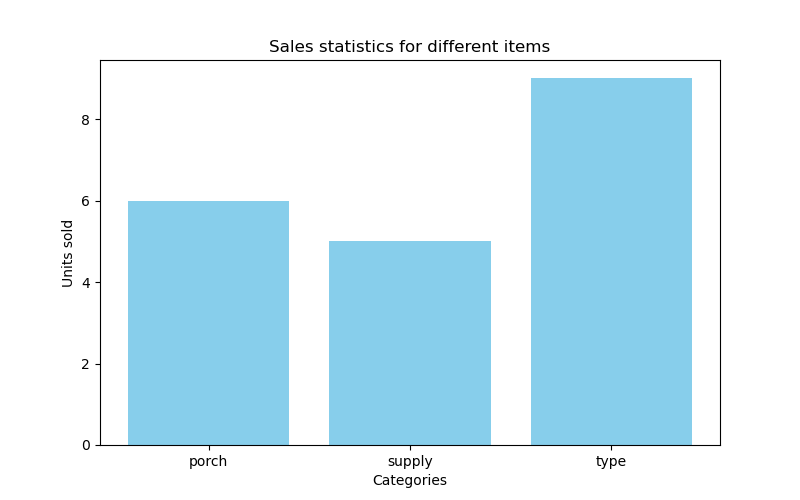 Sales statistics for different items
8
6
4
2
0
Units sold
porch supply type
Categories